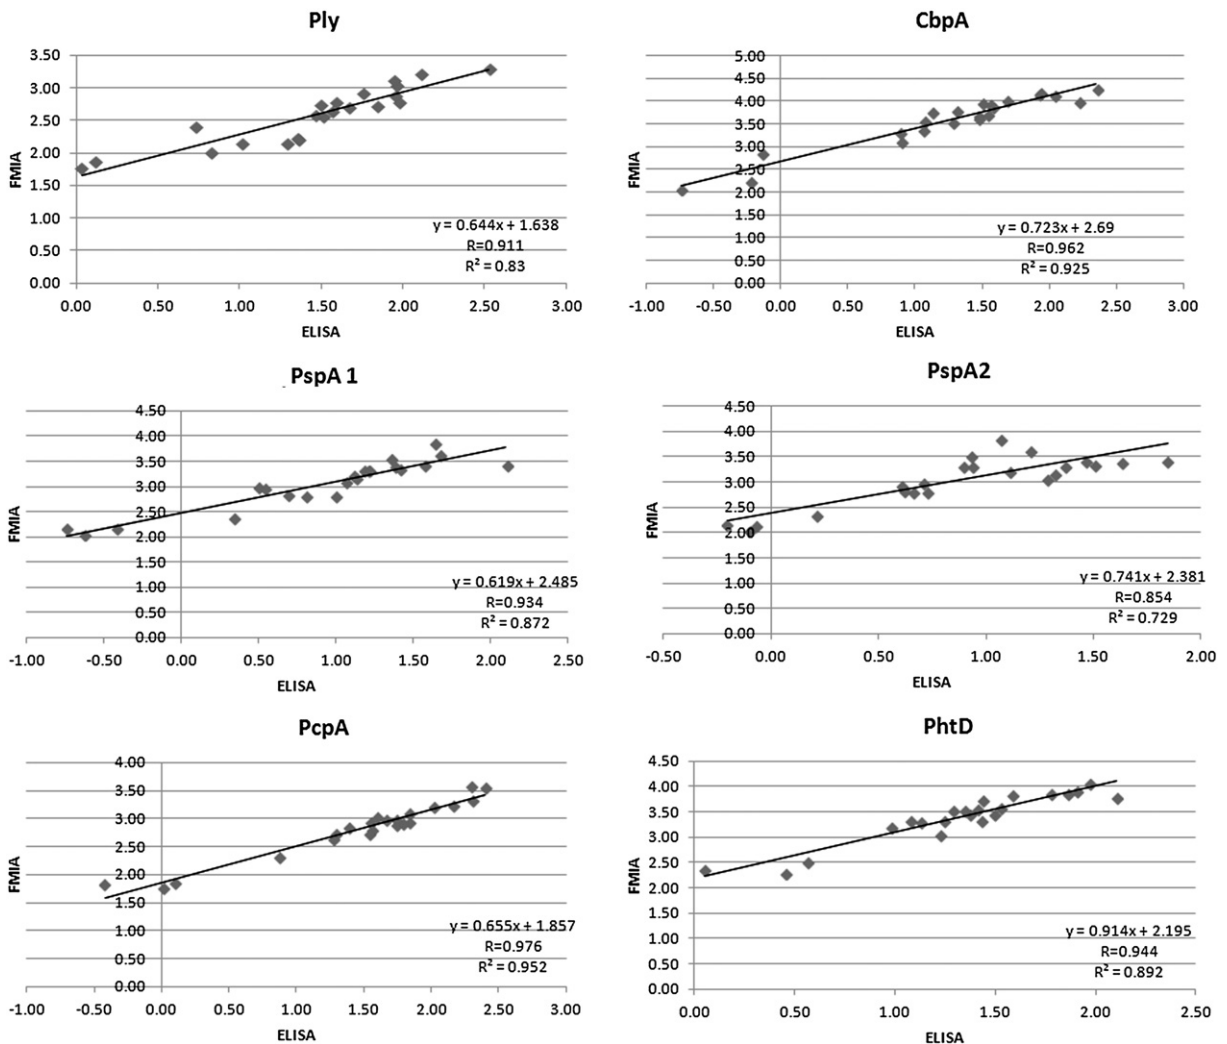 Ply
3.50
3.00
2.50
2.00
1.50
1.00
0.50
0.00
FMIA
y = 0.644x + 1.638
R=0.911
R² = 0.83
0.00 0.50 1.00 1.50 2.00 2.50 3.00
ELISA
CbpA
5.00
4.50
4.00
3.50
3.00
2.50
2.00
1.50
1.00
0.50
0.00
FMIA
y = 0.723x + 2.69
R=0.962
R² = 0.925
-1.00 -0.50 0.00 0.50 1.00 1.50 2.00 2.50 3.00
ELISA
PspA 1
4.50
4.00
3.50
3.00
2.50
2.00
1.50
1.00
0.50
0.00
FMIA
y = 0.619x + 2.485
R=0.934
R² = 0.872
-1.00 -0.50 0.00 0.50 1.00 1.50 2.00 2.50
ELISA
PspA2
4.50
4.00
3.50
3.00
2.50
2.00
1.50
1.00
0.50
0.00
FMIA
y = 0.741x + 2.381
R=0.854
R² = 0.729
-0.50 0.00 0.50 1.00 1.50 2.00
ELISA
PcpA
4.00
3.50
3.00
2.50
2.00
1.50
1.00
0.50
0.00
FMIA
y = 0.655x + 1.857
R=0.976
R² = 0.952
-1.00 -0.50 0.00 0.50 1.00 1.50 2.00 2.50 3.00
ELISA
PhtD
4.50
4.00
3.50
3.00
2.50
2.00
1.50
1.00
0.50
0.00
FMIA
y = 0.914x + 2.195
R=0.944
R² = 0.892
0.00 0.50 1.00 1.50 2.00 2.50
ELISA